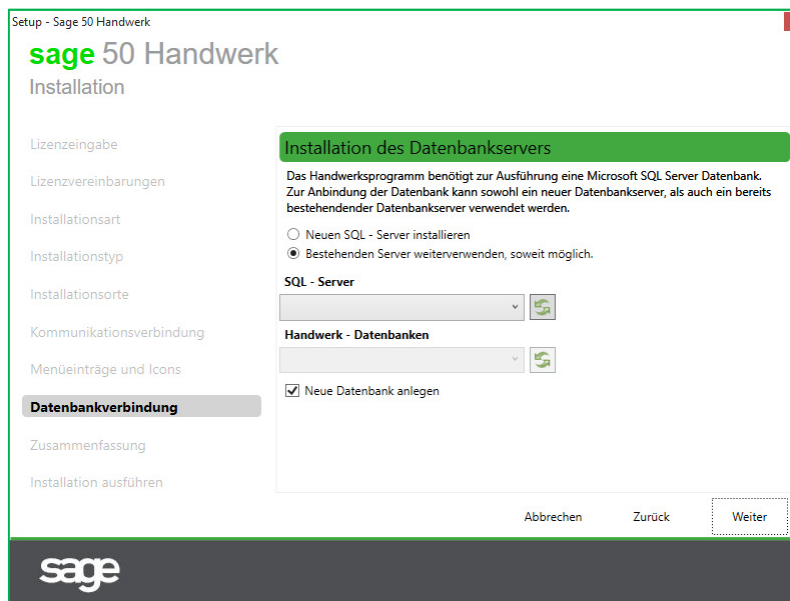 Setup - Sage 50 Handwerk
sage 50 Handwerk
Installation
Lizenzeingabe
Lizenzvereinbarungen
Installationsart
Installationstyp
Installationsorte
Kommunikationsverbindung
Menüeinträge und Icons
Datenbankverbindung
Zusammenfassung
Installation ausführen
Installation des Datenbankservers
Das Handwerksprogramm benötigt zur Ausführung eine Microsoft SQL Server Datenbank.
Zur Anbindung der Datenbank kann sowohl ein neuer Datenbankserver, als auch ein bereits
bestehendender Datenbankserver verwendet werden.
Neuen SQL - Server installieren
Bestehenden Server weiterverwenden, soweit möglich.
SQL - Server
Handwerk - Datenbanken
Neue Datenbank anlegen
Abbrechen Zurück Weiter
sage